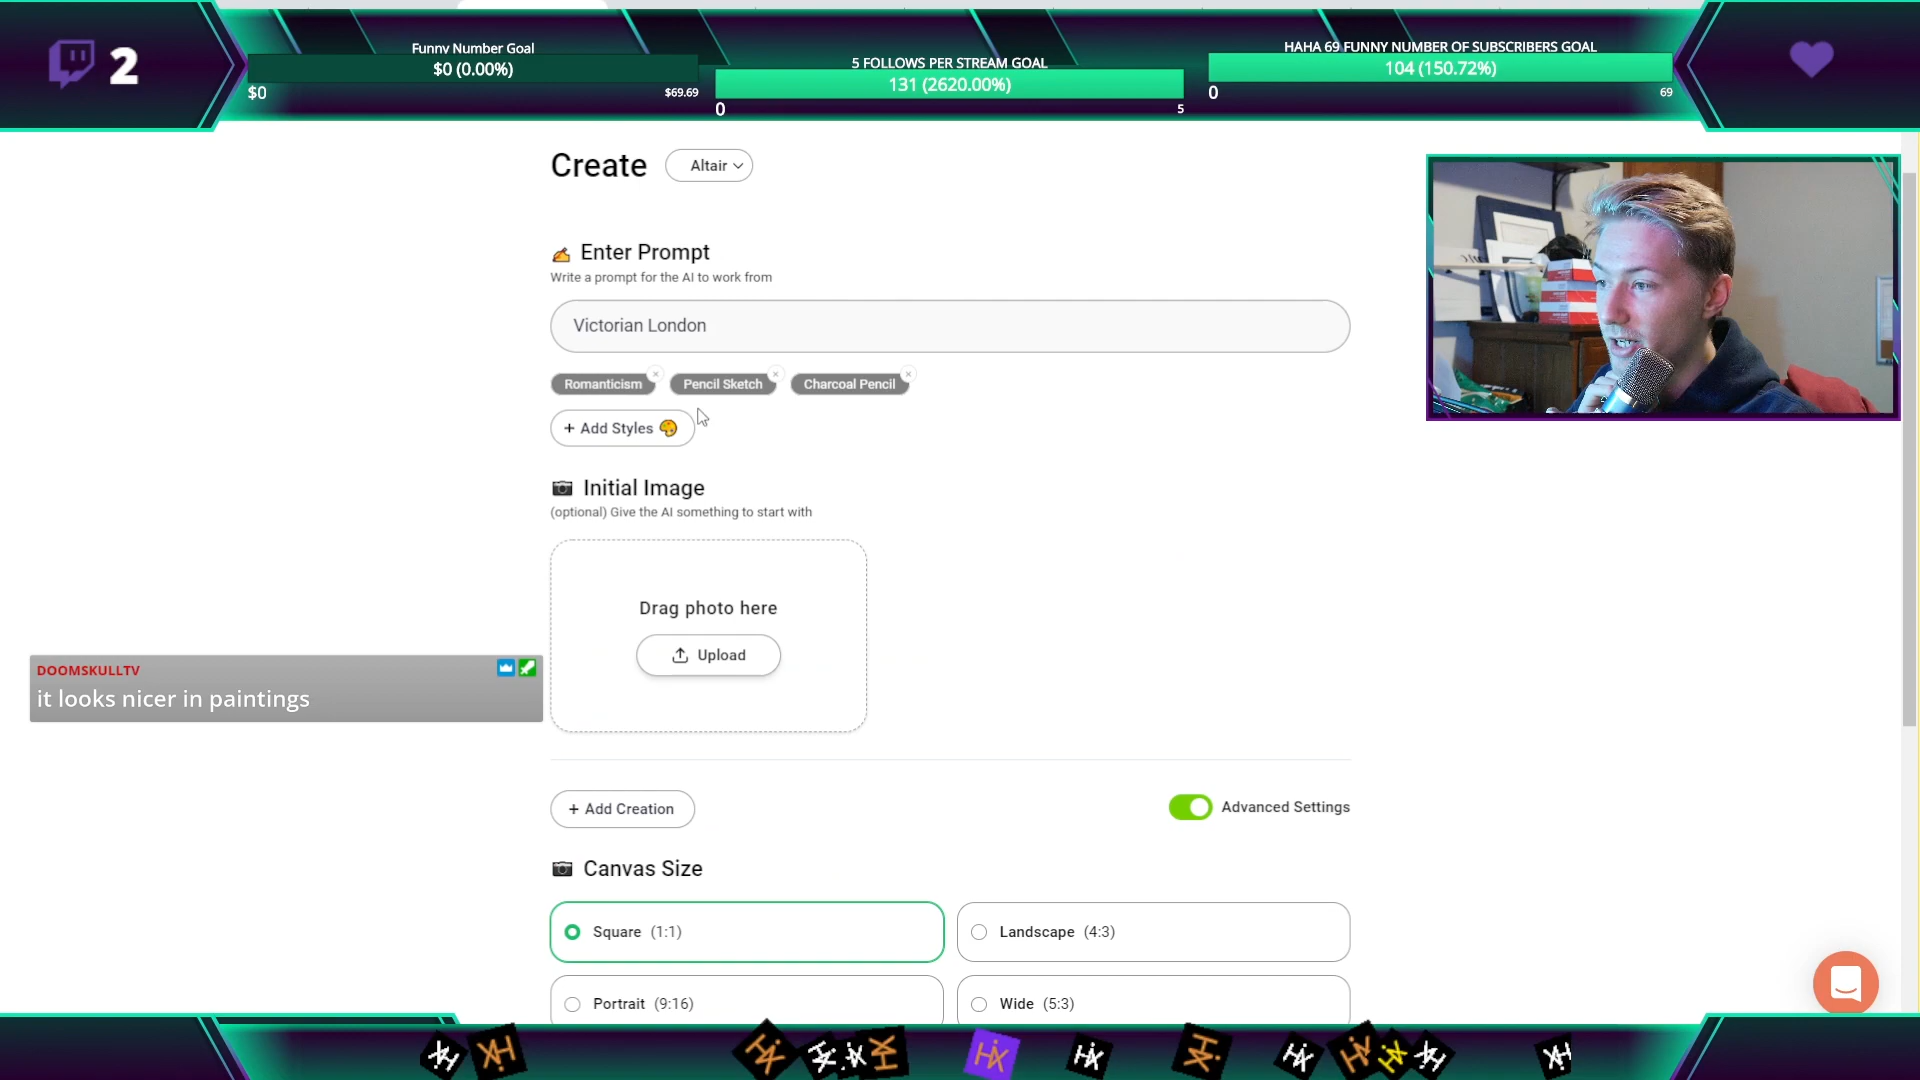 2
Funny Number Goal
$0 (0.00%)
$0
$69.69
5 FOLLOWS PER STREAM GOAL
131 (2620.00%)
0
5
HAHA 69 FUNNY NUMBER OF SUBSCRIBERS GOAL
104 (150.72%)
0
69
Create
Altair
Enter Prompt
Write a prompt for the AI to work from
Victorian London
Romanticism × Pencil Sketch × Charcoal Pencil ×
+ Add Styles
Initial Image
(optional) Give the AI something to start with
Drag photo here
Upload
DOOMSKULLTV
it looks nicer in paintings
+ Add Creation
Advanced Settings
Canvas Size
Square (1:1)
Landscape (4:3)
Portrait (9:16)
Wide (5:3)